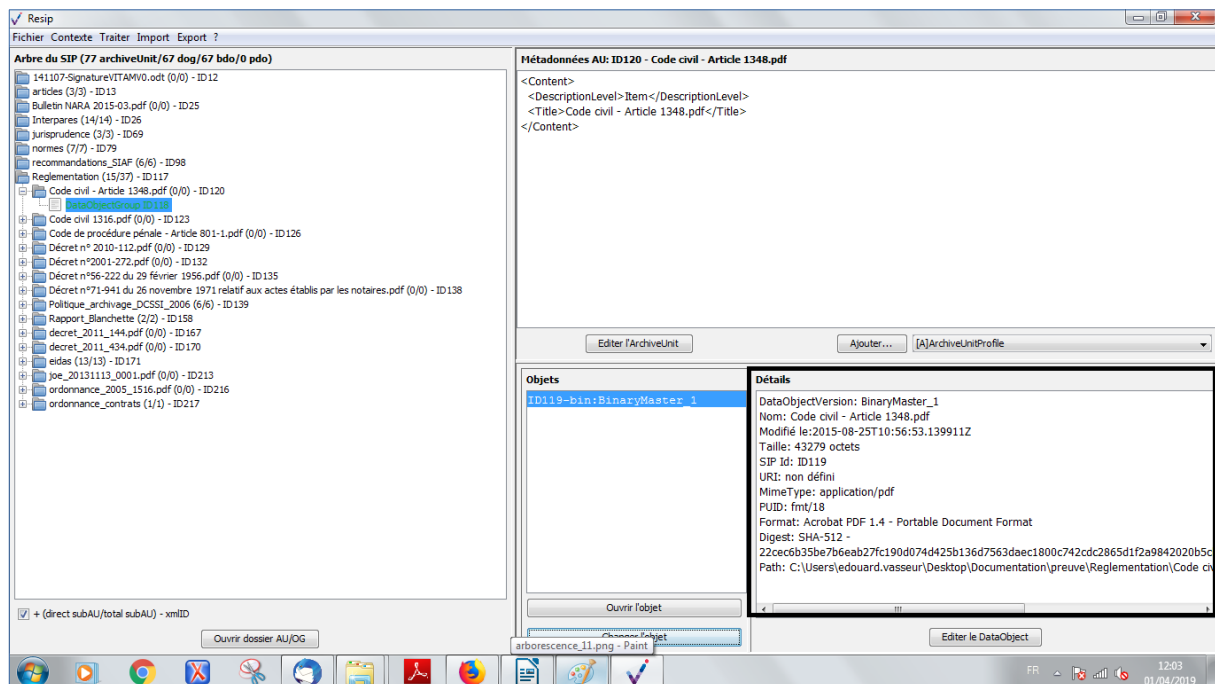 Resip
Fichier Contexte Traiter Import Export ?
Arbre du SIP (77 archiveUnit/67 dog/67 bdo/0 pdo)
141107-SignatureVITAMV0.odt (0/0) - ID12
articles (3/3) - ID13
Bulletin NARA 2015-03.pdf (0/0) - ID25
Interpares (14/14) - ID26
jurisprudence (3/3) - ID69
normes (7/7) - ID79
recommandations_SIAF (6/6) - ID98
Reglementation (15/37) - ID117
Code civil - Article 1348.pdf (0/0) - ID120
DataObjectGroup ID118
Code civil 1316.pdf (0/0) - ID123
Code de procédure pénale - Article 801-1.pdf (0/0) - ID126
Décret n° 2010-112.pdf (0/0) - ID129
Décret n°2001-272.pdf (0/0) - ID132
Décret n°56-222 du 29 février 1956.pdf (0/0) - ID135
Décret n°71-941 du 26 novembre 1971 relatif aux actes établis par les notaires.pdf (0/0) - ID138
Politique_archivage_DCSSI_2006 (6/6) - ID139
Rapport_Blanchette (2/2) - ID158
decret_2011_144.pdf (0/0) - ID167
decret_2011_434.pdf (0/0) - ID170
eidas (13/13) - ID171
joe_20131113_0001.pdf (0/0) - ID213
ordonnance_2005_1516.pdf (0/0) - ID216
ordonnance_contrats (1/1) - ID217
+ (direct subAU/total subAU) - xmlID
Ouvrir dossier AU/OG
Métadonnées AU: ID120 - Code civil - Article 1348.pdf
<Content>
<DescriptionLevel>Item</DescriptionLevel>
<Title>Code civil - Article 1348.pdf</Title>
</Content>
Editer l'ArchiveUnit
Ajouter...
[A]ArchiveUnitProfile
Objets
ID119-bin:BinaryMaster_1
Ouvrir l'objet
Changer l'objet
arborescence_11.png - Paint
Détails
DataObjectVersion: BinaryMaster_1
Nom: Code civil - Article 1348.pdf
Modifié le:2015-08-25T10:56:53.139911Z
Taille: 43279 octets
SIP Id: ID119
URI: non défini
MimeType: application/pdf
PUID: fmt/18
Format: Acrobat PDF 1.4 - Portable Document Format
Digest: SHA-512 -
22cec6b35be7b6eab27fc190d074d425b136d7563daec1800c742cdc2865d1f2a9842020b5c
Path: C:\Users\edouard.vasseur\Desktop\Documentation\preuve\Reglementation\Code civ
Editer le DataObject
FR
12:03
01/04/2019